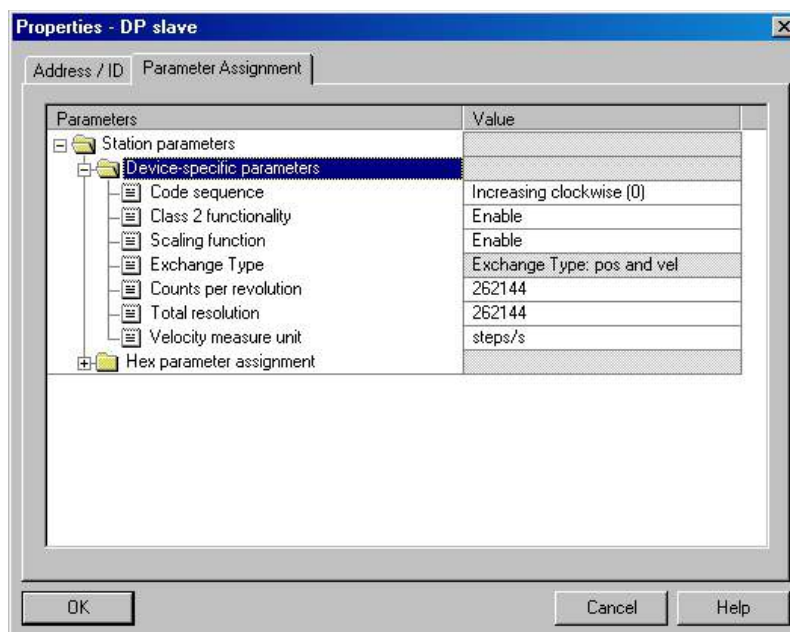 Properties - DP slave
Address / ID Parameter Assignment
Parameters Value
Station parameters
Device-specific parameters
Code sequence Increasing clockwise (0)
Class 2 functionality Enable
Scaling function Enable
Exchange Type Exchange Type: pos and vel
Counts per revolution 262144
Total resolution 262144
Velocity measure unit steps/s
Hex parameter assignment
OK Cancel Help